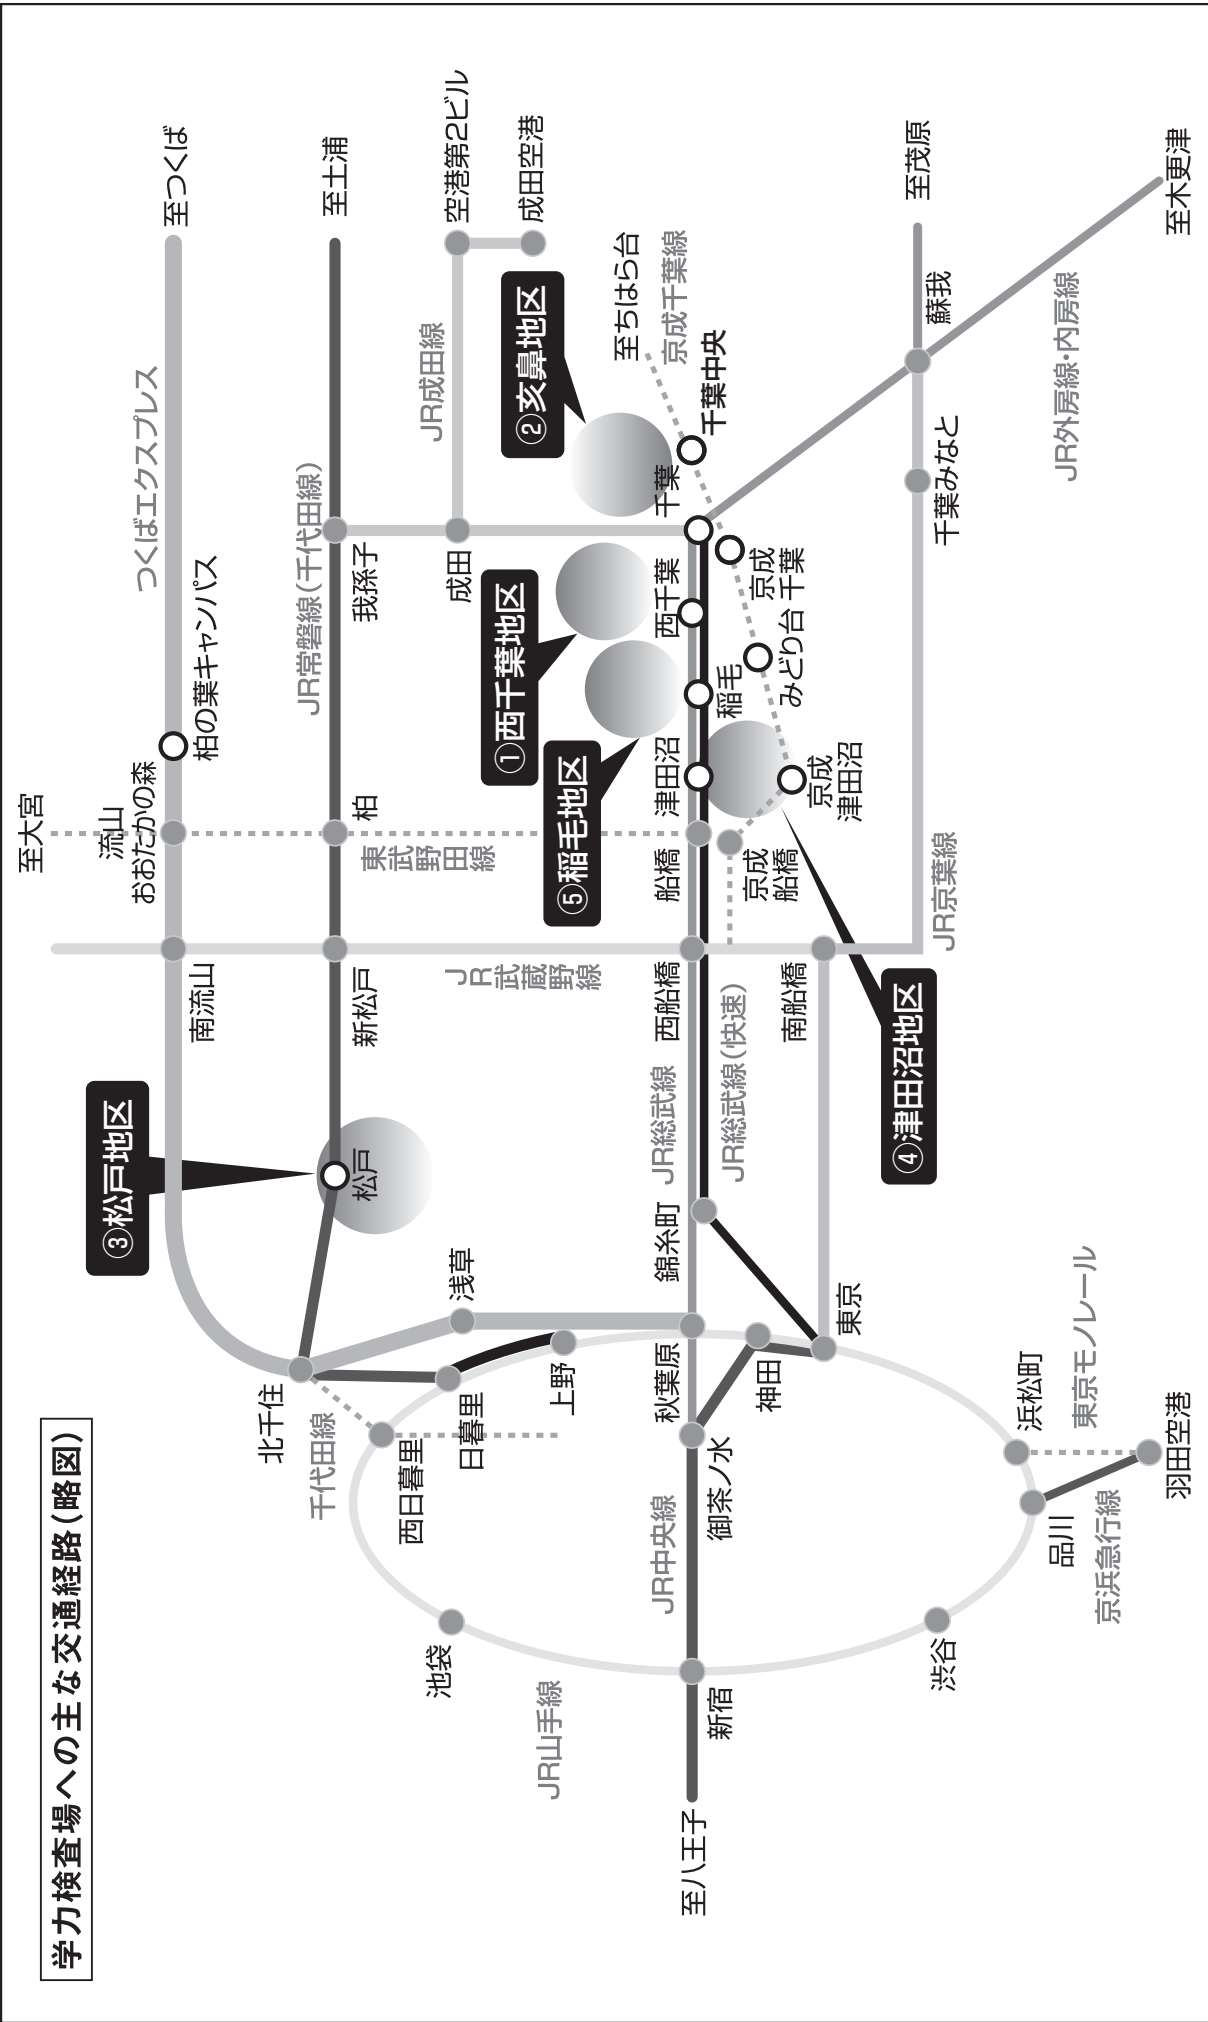 学力検査場への主な交通経路(略図)
至大宮
至つくば
つくばエクスプレス
柏の葉キャンパス
流山
おおたかの森
南流山
③松戸地区
至土浦
JR常磐線(千代田線)
我孫子
柏
東武
野田線
新松戸
JR
武蔵
野線
松戸
北千住
千代田線
西日暮里
日暮里
浅草
上野
池袋
JR山手線
空港第2ビル
成田空港
JR成田線
成田
②亥鼻地区
①西千葉地区
⑤稲毛地区
④津田沼地区
至ちはら台
京成千葉線
千葉中央
千葉
西千葉
稲毛
津田沼
船橋
西船橋
JR総武線
JR総武線(快速)
錦糸町
秋葉原
御茶ノ水
JR中央線
新宿
至八王子
京成
千葉
みどり台
京成
津田沼
京成
船橋
南船橋
神田
東京
至茂原
蘇我
千葉みなと
JR京葉線
JR外房線・内房線
至木更津
浜松町
東京モノレール
羽田空港
品川
京浜急行線
渋谷